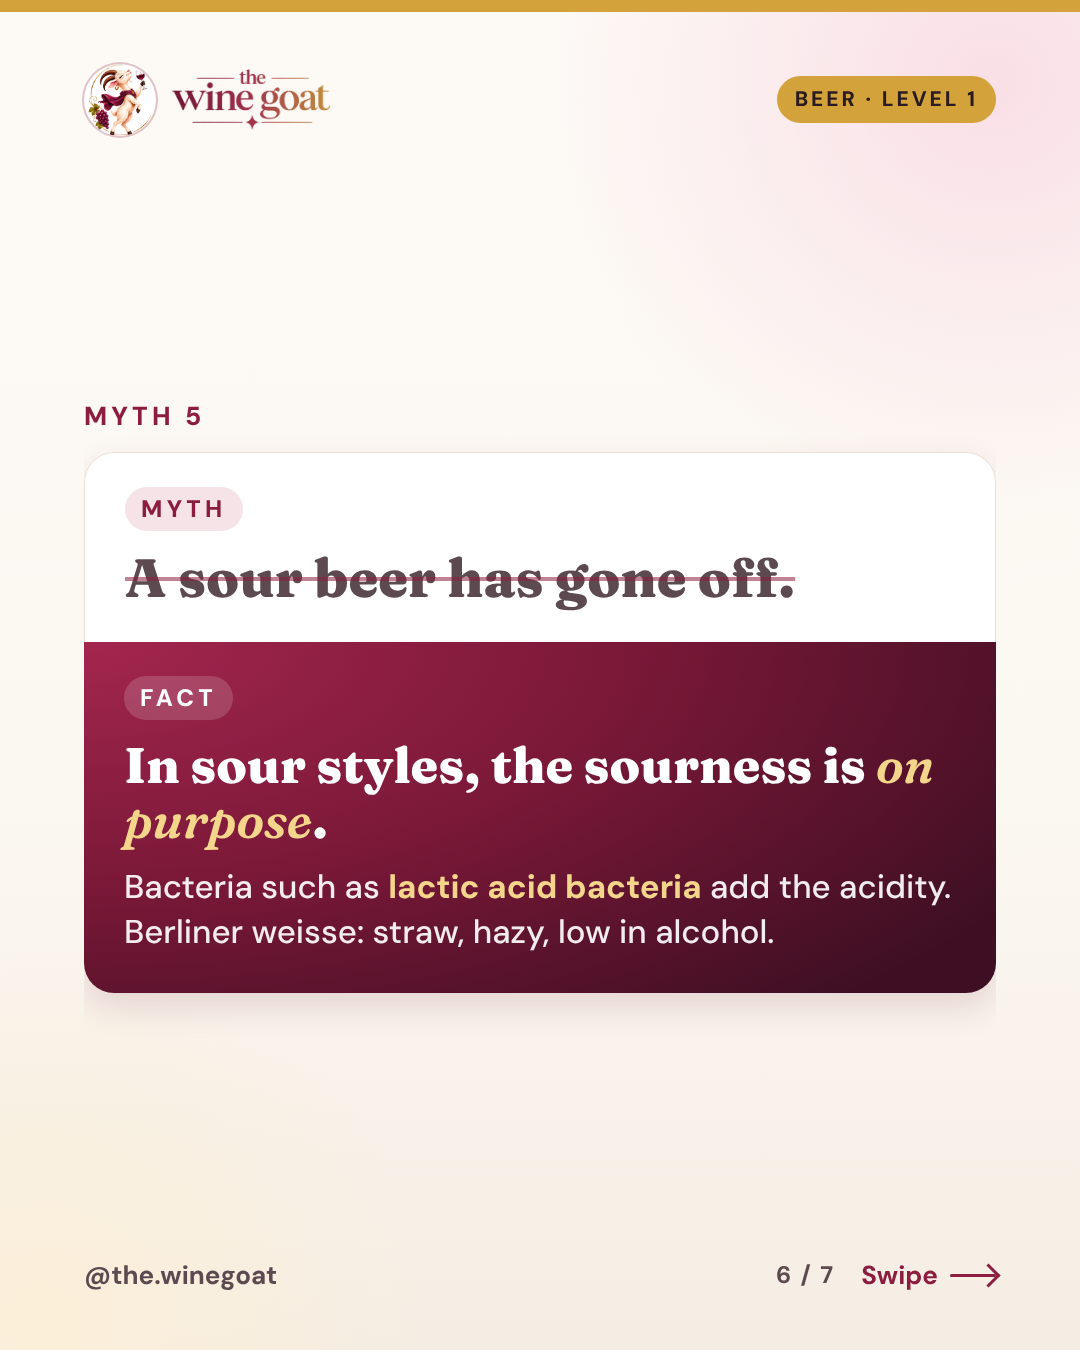 the
wine goat
BEER · LEVEL 1
MYTH 5
MYTH
A sour beer has gone off.
FACT
In sour styles, the sourness is on
purpose.
Bacteria such as lactic acid bacteria add the acidity.
Berliner weisse: straw, hazy, low in alcohol.
@the.winegoat
6 / 7 Swipe